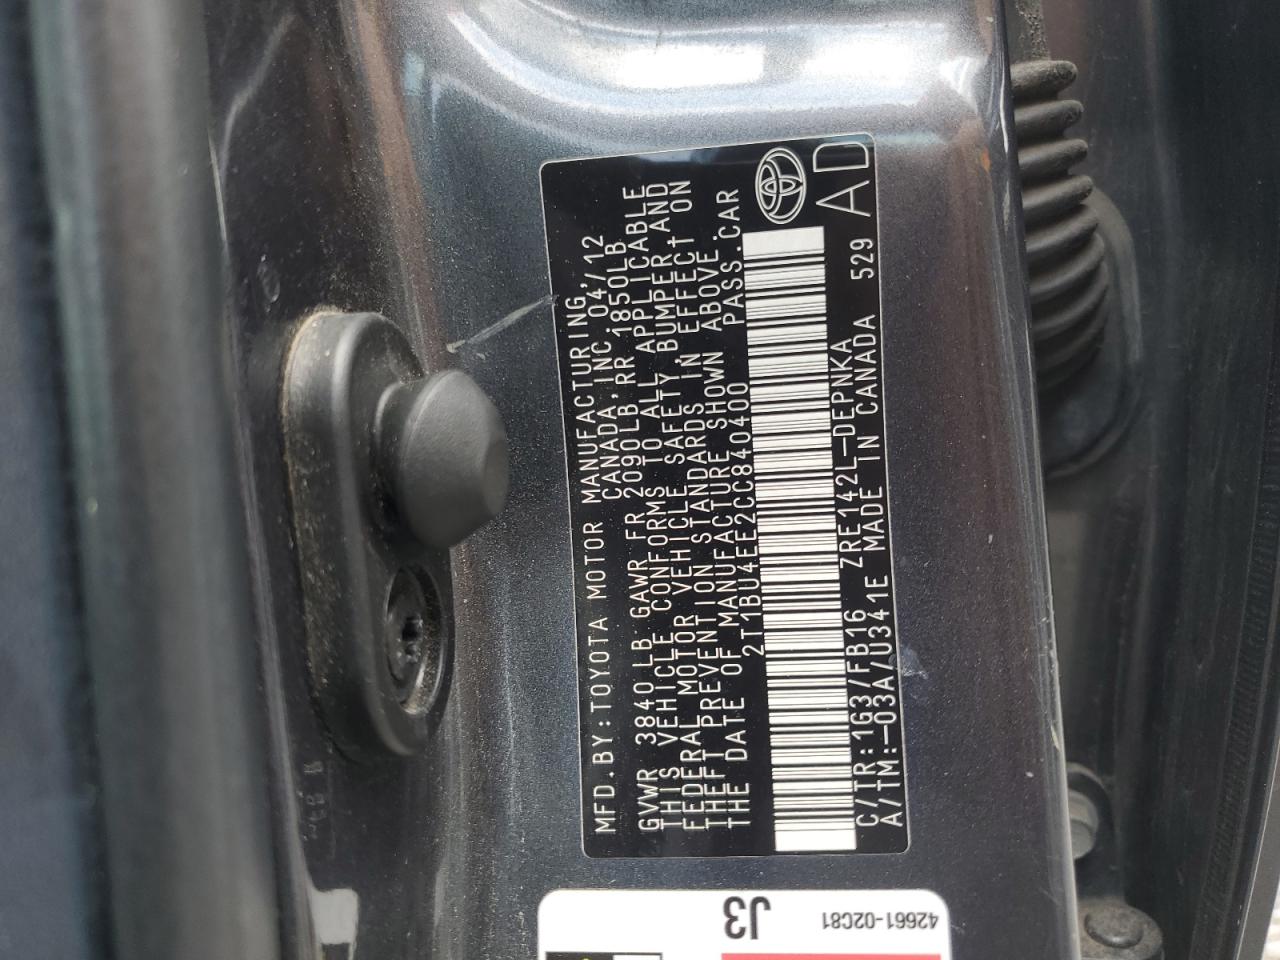 MFD.BY:TOYOTA MOTOR MANUFACTURING,
CANADA,INC.04/12
GVWR 3840 LB GAWR FR 2090LB RR 1850LB
THIS VEHICLE CONFORMS TO ALL APPLICABLE
FEDERAL MOTOR VEHICLE SAFETY,BUMPER,AND
THEFT PREVENTION STANDARDS IN EFFECT ON
THE DATE OF MANUFACTURE SHOWN ABOVE.
2T1BU4EE2CC840400 PASS.CAR
C/TR:1G3/FB16 ZRE142L-DEPNKA
A/TM:-03A/U341E MADE IN CANADA 529
AD
J3
42661-02C81